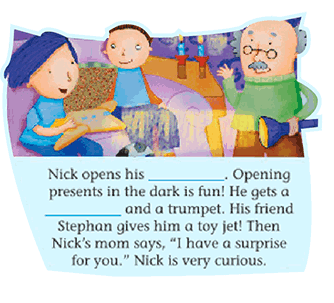 Nick opens his __________. Opening
presents in the dark is fun! He gets a
__________ and a trumpet. His friend
Stephan gives him a toy jet! Then
Nick's mom says, “I have a surprise
for you.” Nick is very curious.